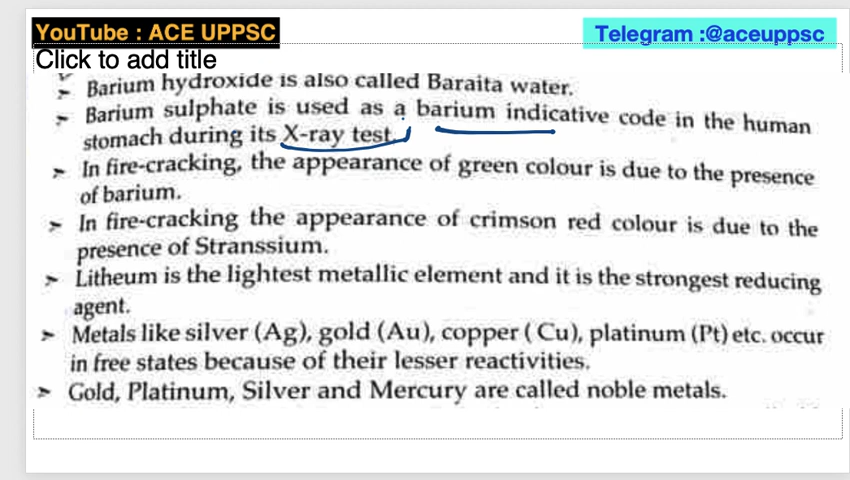 YouTube : ACE UPPSC
Telegram :@aceuppsc
Click to add title
➤ Barium hydroxide is also called Baraita water.
➤ Barium sulphate is used as a barium indicative code in the human
stomach during its X-ray test.
➤ In fire-cracking, the appearance of green colour is due to the presence
of barium.
➤ In fire-cracking the appearance of crimson red colour is due to the
presence of Stranssium.
➤ Litheum is the lightest metallic element and it is the strongest reducing
agent.
➤ Metals like silver (Ag), gold (Au), copper ( Cu), platinum (Pt) etc. occur
in free states because of their lesser reactivities.
➤ Gold, Platinum, Silver and Mercury are called noble metals.